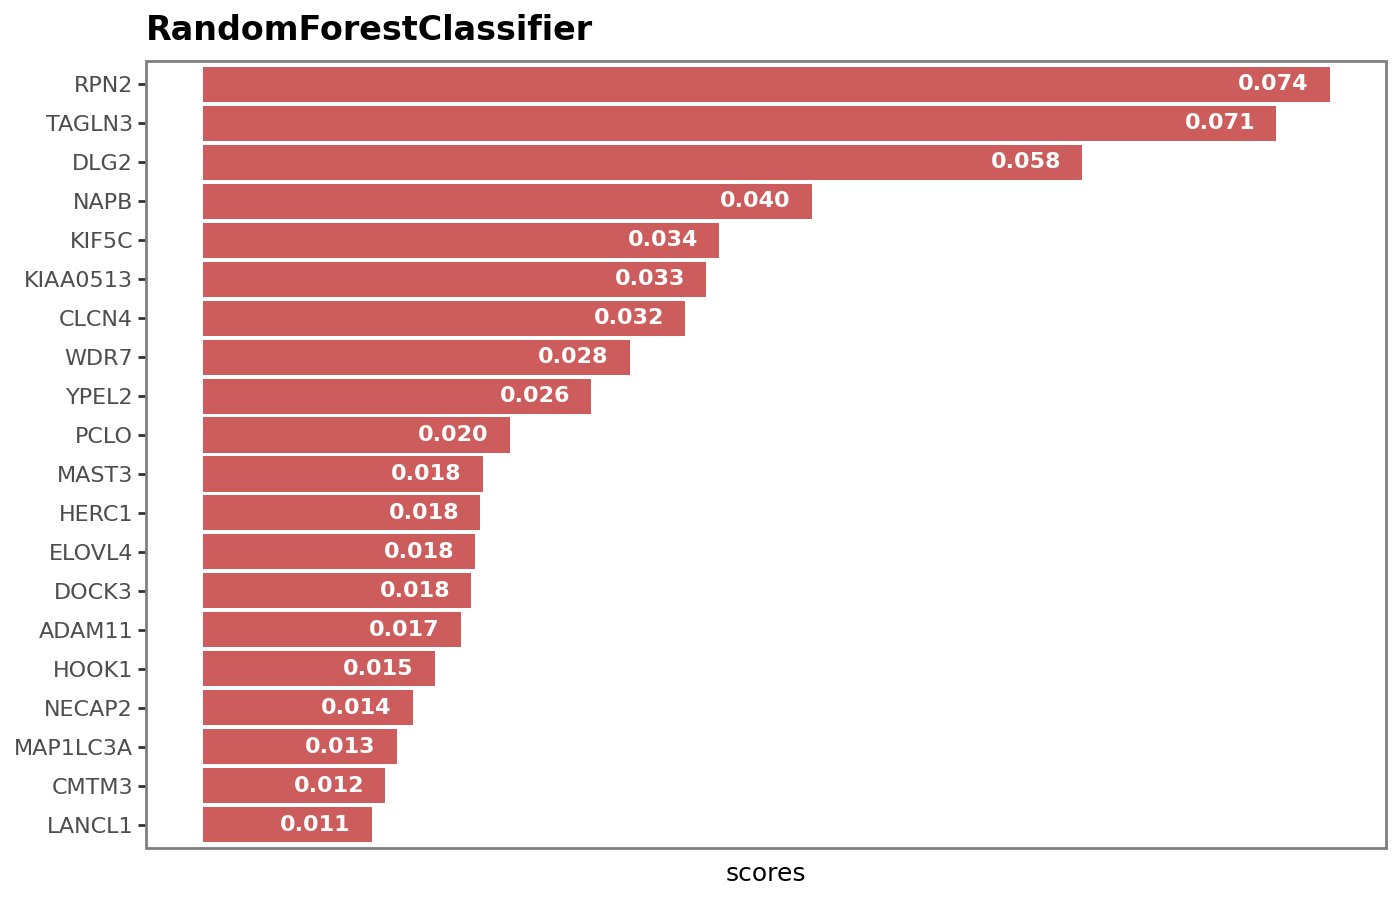 RandomForestClassifier
RPN2 0.074
TAGLN3 0.071
DLG2 0.058
NAPB 0.040
KIF5C 0.034
KIAA0513 0.033
CLCN4 0.032
WDR7 0.028
YPEL2 0.026
PCLO 0.020
MAST3 0.018
HERC1 0.018
ELOVL4 0.018
DOCK3 0.018
ADAM11 0.017
HOOK1 0.015
NECAP2 0.014
MAP1LC3A 0.013
CMTM3 0.012
LANCL1 0.011
scores